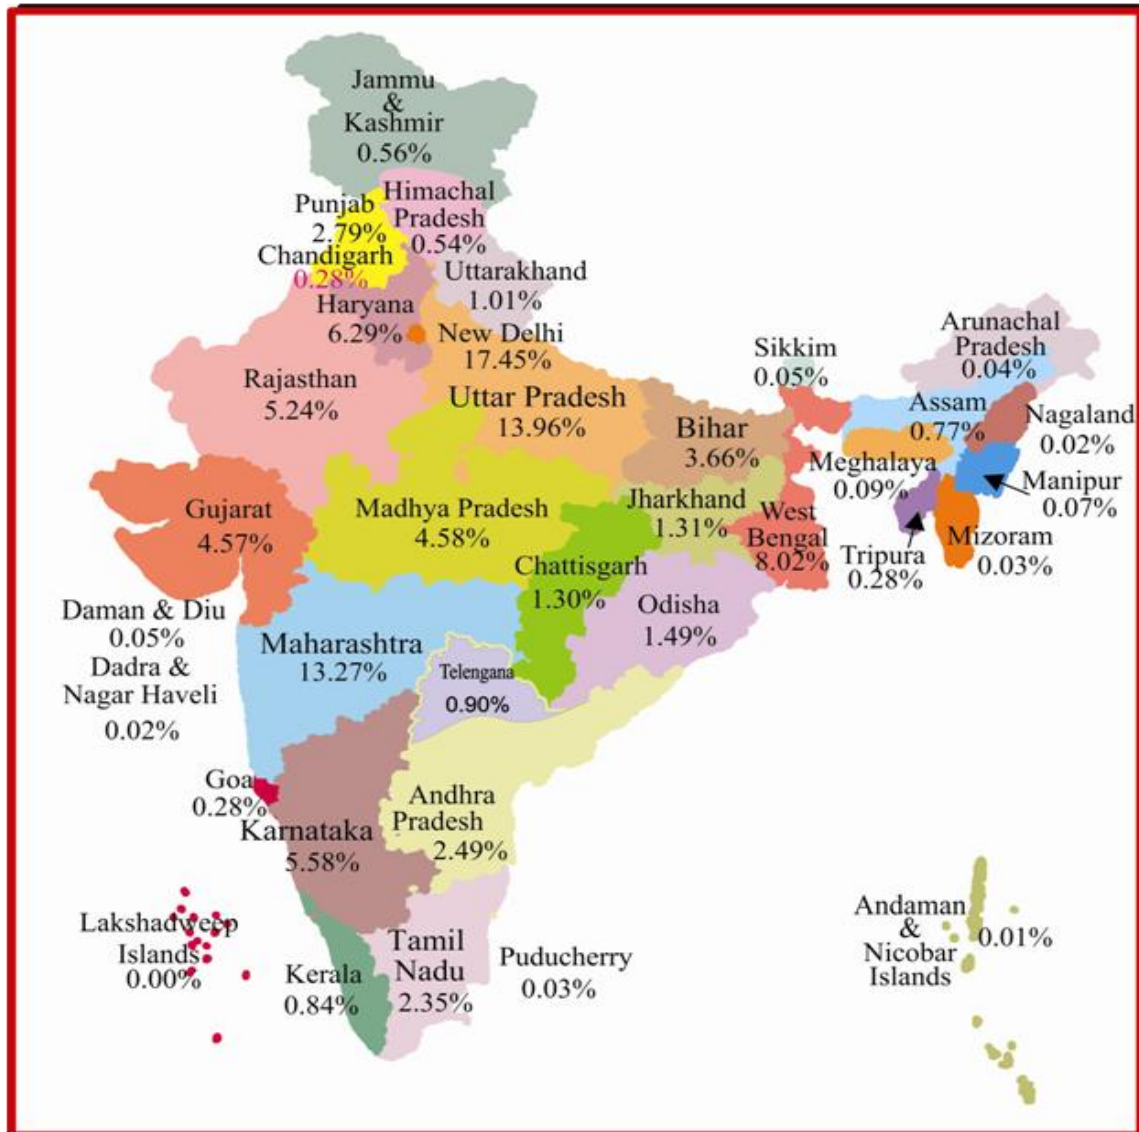 Jammu
&
Kashmir
0.56%
Himachal
Pradesh
0.54%
Punjab
2.79%
Chandigarh
0.28%
Uttarakhand
1.01%
Haryana
6.29%
New Delhi
17.45%
Rajasthan
5.24%
Uttar Pradesh
13.96%
Bihar
3.66%
Sikkim
0.05%
Arunachal
Pradesh
0.04%
Assam
0.77%
Nagaland
0.02%
Meghalaya
0.09%
Manipur
0.07%
Tripura
0.28%
Mizoram
0.03%
Gujarat
4.57%
Madhya Pradesh
4.58%
Jharkhand
1.31%
West
Bengal
8.02%
Chattisgarh
1.30%
Odisha
1.49%
Daman & Diu
0.05%
Dadra &
Nagar Haveli
0.02%
Maharashtra
13.27%
Telengana
0.90%
Goa
0.28%
Karnataka
5.58%
Andhra
Pradesh
2.49%
Lakshadweep
Islands
0.00%
Kerala
0.84%
Tamil
Nadu
2.35%
Puducherry
0.03%
Andaman
&
Nicobar
Islands
0.01%